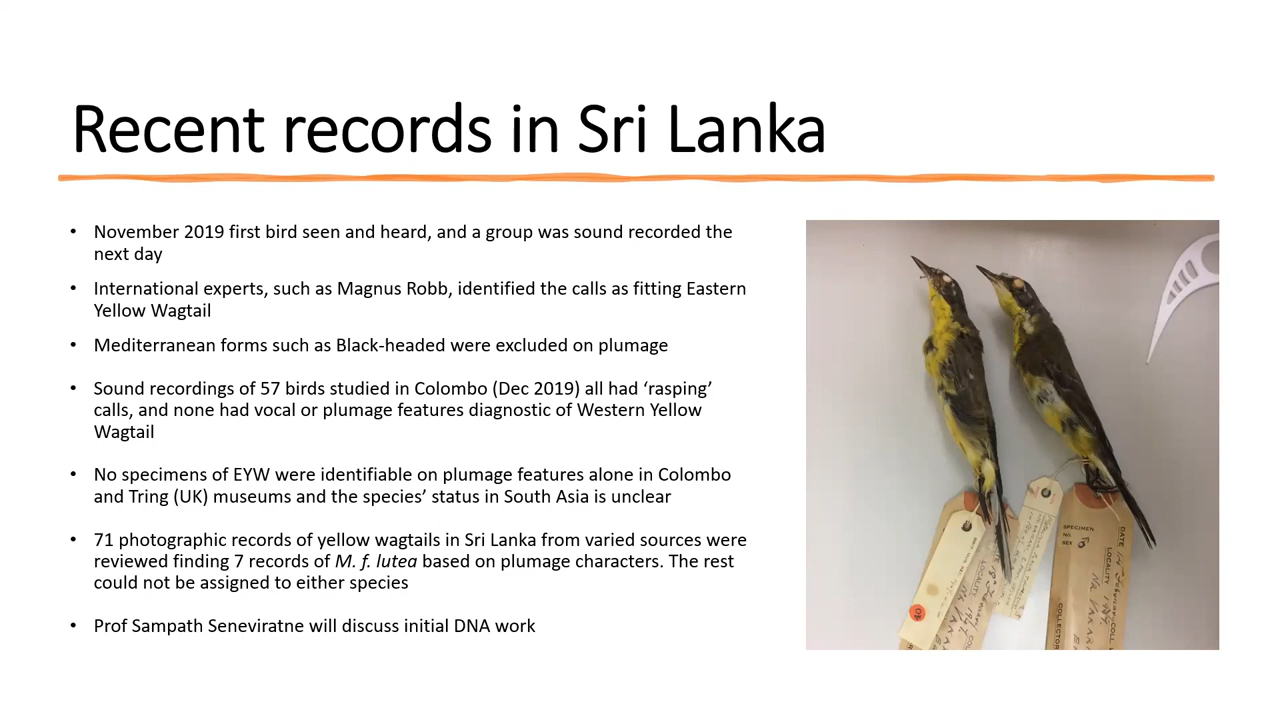 Recent records in Sri Lanka
• November 2019 first bird seen and heard, and a group was sound recorded the
next day
• International experts, such as Magnus Robb, identified the calls as fitting Eastern
Yellow Wagtail
• Mediterranean forms such as Black-headed were excluded on plumage
• Sound recordings of 57 birds studied in Colombo (Dec 2019) all had ‘rasping’
calls, and none had vocal or plumage features diagnostic of Western Yellow
Wagtail
• No specimens of EYW were identifiable on plumage features alone in Colombo
and Tring (UK) museums and the species’ status in South Asia is unclear
• 71 photographic records of yellow wagtails in Sri Lanka from varied sources were
reviewed finding 7 records of M. f. lutea based on plumage characters. The rest
could not be assigned to either species
• Prof Sampath Seneviratne will discuss initial DNA work
SPECIMEN
NO.
SEX
DATE
LOCALITY
COLLECTOR
LOCALITY